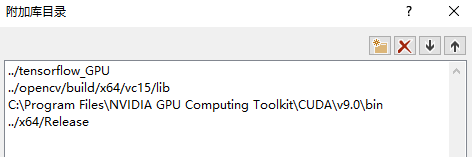 附加库目录
../tensorflow_GPU
../opencv/build/x64/vc15/lib
C:\Program Files\NVIDIA GPU Computing Toolkit\CUDA\v9.0\bin
../x64/Release